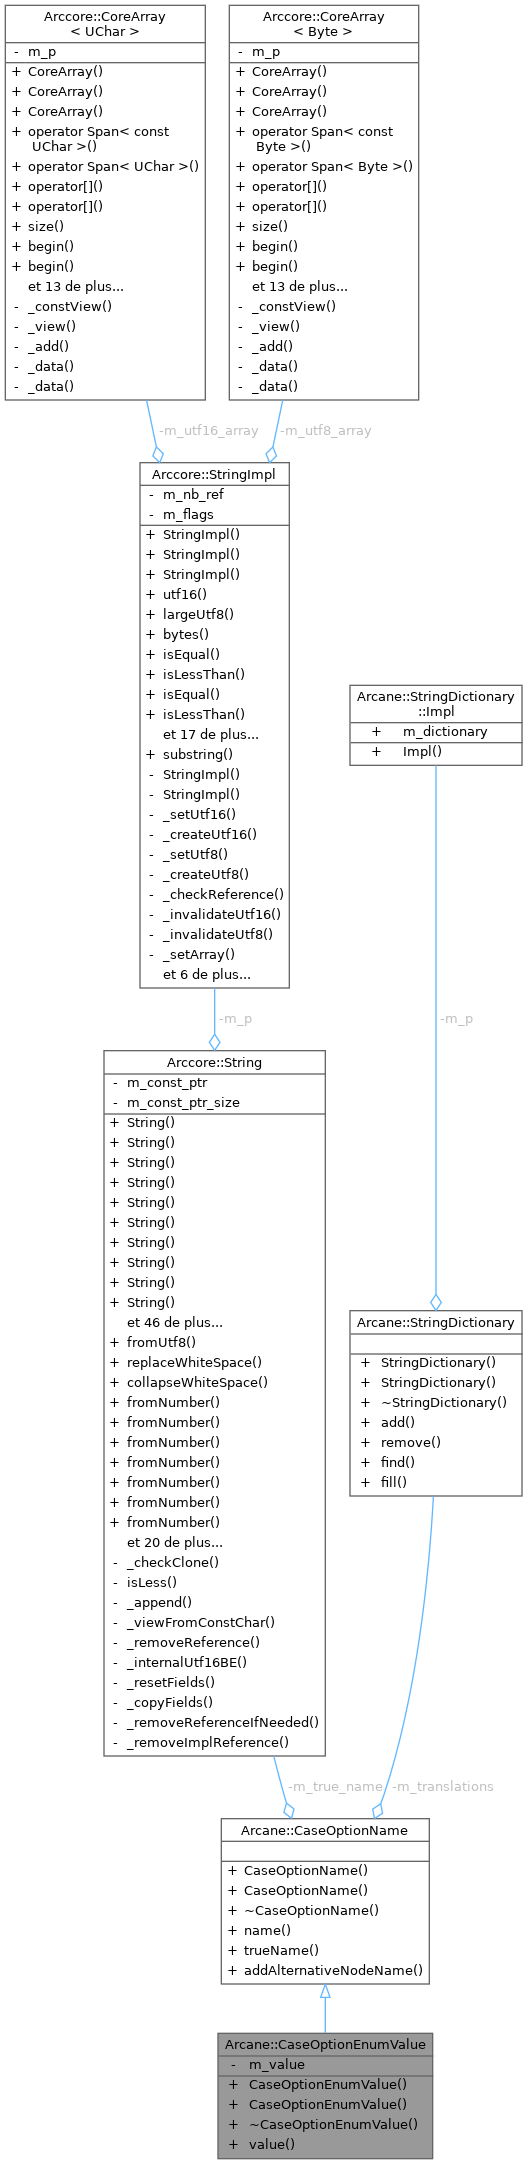 Arccore::CoreArray
< UChar >
- m_p
+ CoreArray()
+ CoreArray()
+ CoreArray()
+ operator Span< const
UChar >()
+ operator Span< UChar >()
+ operator[]()
+ operator[]()
+ size()
+ begin()
+ begin()
et 13 de plus...
- _constView()
- _view()
- _add()
- _data()
- _data()
Arccore::CoreArray
< Byte >
- m_p
+ CoreArray()
+ CoreArray()
+ CoreArray()
+ operator Span< const
Byte >()
+ operator Span< Byte >()
+ operator[]()
+ operator[]()
+ size()
+ begin()
+ begin()
et 13 de plus...
- _constView()
- _view()
- _add()
- _data()
- _data()
-m_utf16_array
-m_utf8_array
Arccore::StringImpl
- m_nb_ref
- m_flags
+ StringImpl()
+ StringImpl()
+ StringImpl()
+ utf16()
+ largeUtf8()
+ bytes()
+ isEqual()
+ isLessThan()
+ isEqual()
+ isLessThan()
et 17 de plus...
+ substring()
- StringImpl()
- StringImpl()
- _setUtf16()
- _createUtf16()
- _setUtf8()
- _createUtf8()
- _checkReference()
- _invalidateUtf16()
- _invalidateUtf8()
- _setArray()
et 6 de plus...
Arcane::StringDictionary
::Impl
+ m_dictionary
+ Impl()
-m_p
-m_p
Arccore::String
- m_const_ptr
- m_const_ptr_size
+ String()
+ String()
+ String()
+ String()
+ String()
+ String()
+ String()
+ String()
+ String()
+ String()
et 46 de plus...
+ fromUtf8()
+ replaceWhiteSpace()
+ collapseWhiteSpace()
+ fromNumber()
+ fromNumber()
+ fromNumber()
+ fromNumber()
+ fromNumber()
+ fromNumber()
+ fromNumber()
et 20 de plus...
- _checkClone()
- isLess()
- _append()
- _viewFromConstChar()
- _removeReference()
- _internalUtf16BE()
- _resetFields()
- _copyFields()
- _removeReferenceIfNeeded()
- _removeImplReference()
Arcane::StringDictionary
+ StringDictionary()
+ StringDictionary()
+ ~StringDictionary()
+ add()
+ remove()
+ find()
+ fill()
-m_true_name
-m_translations
Arcane::CaseOptionName
+ CaseOptionName()
+ CaseOptionName()
+ ~CaseOptionName()
+ name()
+ trueName()
+ addAlternativeNodeName()
Arcane::CaseOptionEnumValue
- m_value
+ CaseOptionEnumValue()
+ CaseOptionEnumValue()
+ ~CaseOptionEnumValue()
+ value()